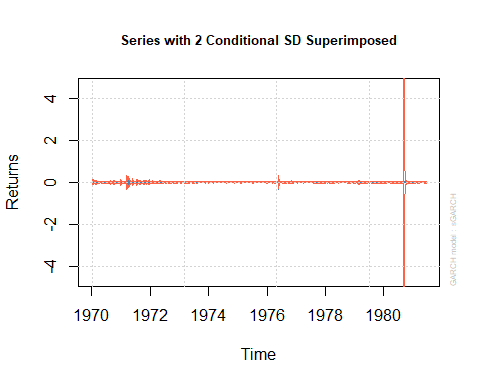 Series with 2 Conditional SD Superimposed
Returns
4
2
0
-2
-4
1970 1972 1974 1976 1978 1980
Time
GARCH model : sGARCH